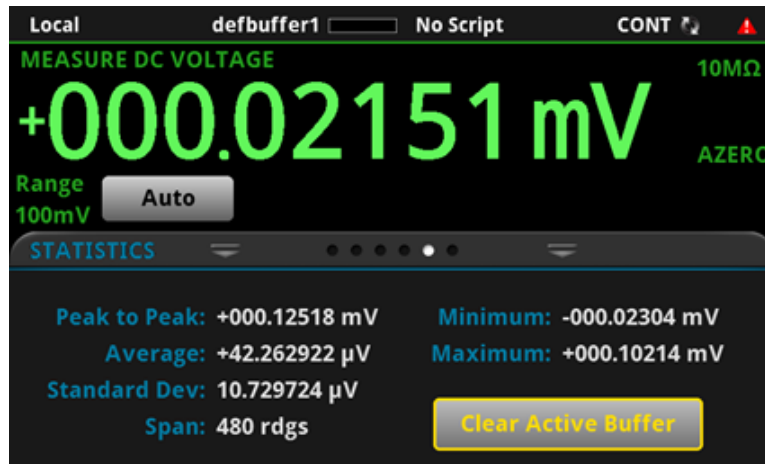 Local defbuffer1 No Script CONT
MEASURE DC VOLTAGE
10MΩ
+000.02151 mV
AZERO
Range
100mV
Auto
STATISTICS
Peak to Peak: +000.12518 mV
Minimum: -000.02304 mV
Average: +42.262922 µV
Maximum: +000.10214 mV
Standard Dev: 10.729724 µV
Span: 480 rdgs
Clear Active Buffer